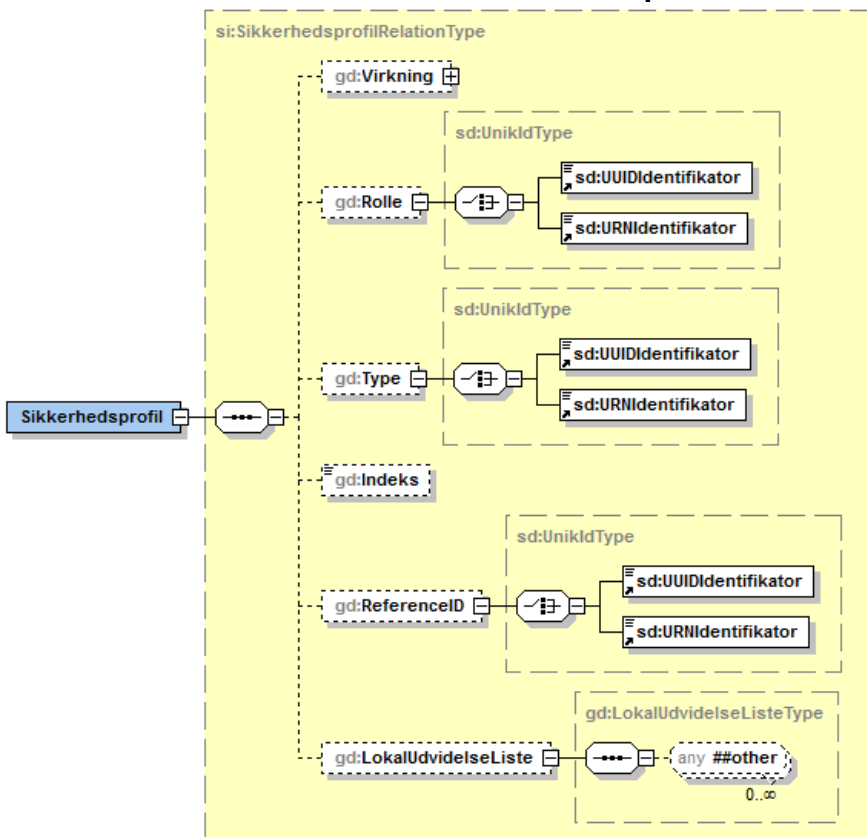 si:SikkerhedsprofilRelationType
gd:Virkning
sd:UnikIdType
gd:Rolle
sd:UUIDIdentifikator
sd:URNIdentifikator
sd:UnikIdType
gd:Type
sd:UUIDIdentifikator
sd:URNIdentifikator
Sikkerhedsprofil
gd:Indeks
sd:UnikIdType
gd:ReferenceID
sd:UUIDIdentifikator
sd:URNIdentifikator
gd:LokalUdvidelseListeType
gd:LokalUdvidelseListe
any ##other
0..∞